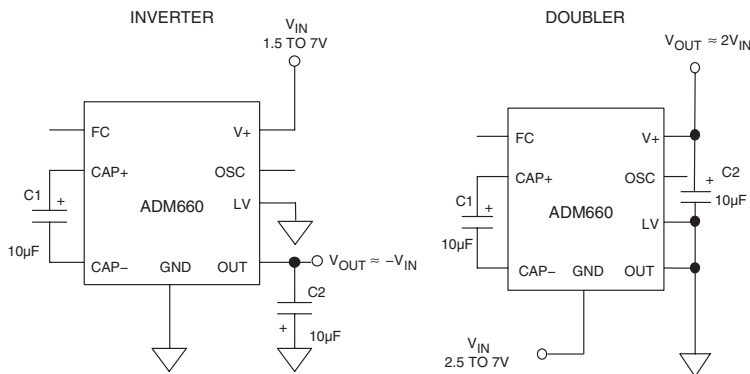 INVERTER
V_IN
1.5 TO 7V
FC
V+
CAP+
OSC
C1
+
ADM660
LV
10µF
CAP–
GND
OUT
V_OUT ≈ –V_IN
C2
+
10µF
DOUBLER
V_OUT ≈ 2V_IN
FC
V+
CAP+
OSC
+
C2
10µF
C1
+
ADM660
LV
10µF
CAP–
GND
OUT
V_IN
2.5 TO 7V